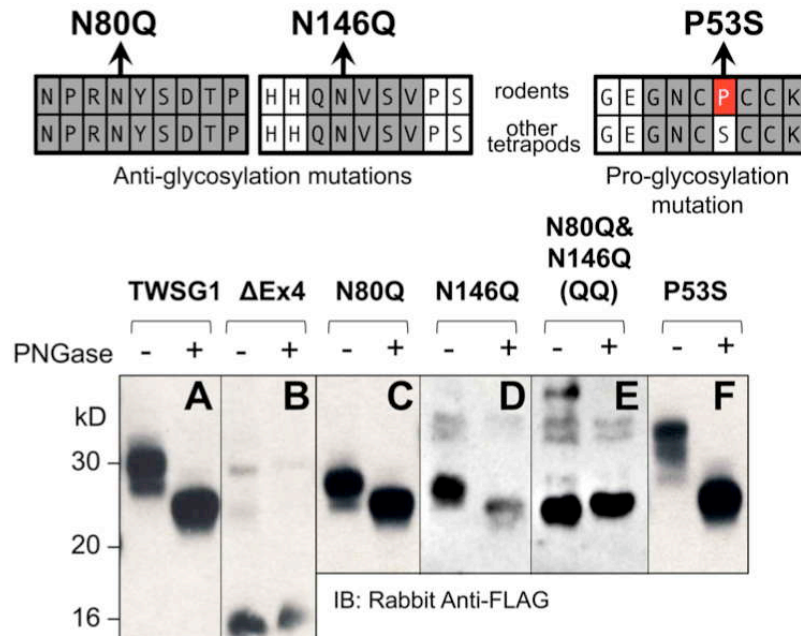 N80Q N146Q P53S
N P R N Y S D T P H H Q N V S V P S rodents G E G N C P C C K
N P R N Y S D T P H H Q N V S V P S other tetrapods G E G N C S C C K
Anti-glycosylation mutations Pro-glycosylation mutation
N80Q&
N146Q
TWSG1 ΔEx4 N80Q N146Q (QQ) P53S
PNGase - + - + - + - + - + - +
kD A B C D E F
30
20
16
IB: Rabbit Anti-FLAG